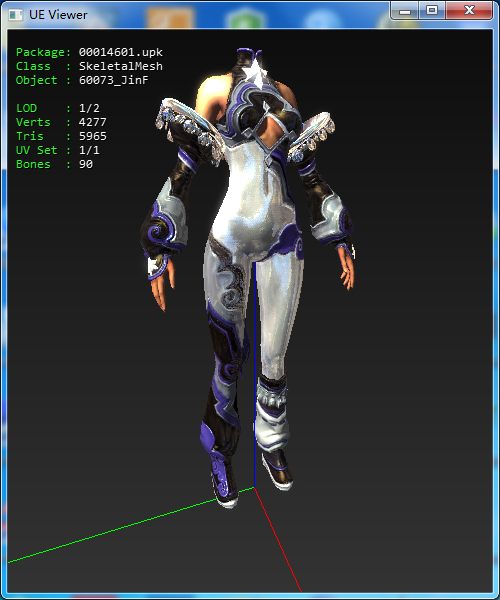 UE Viewer
Package: 00014601.upk
Class : SkeletalMesh
Object : 60073_JinF
LOD : 1/2
Verts : 4277
Tris : 5965
UV Set : 1/1
Bones : 90